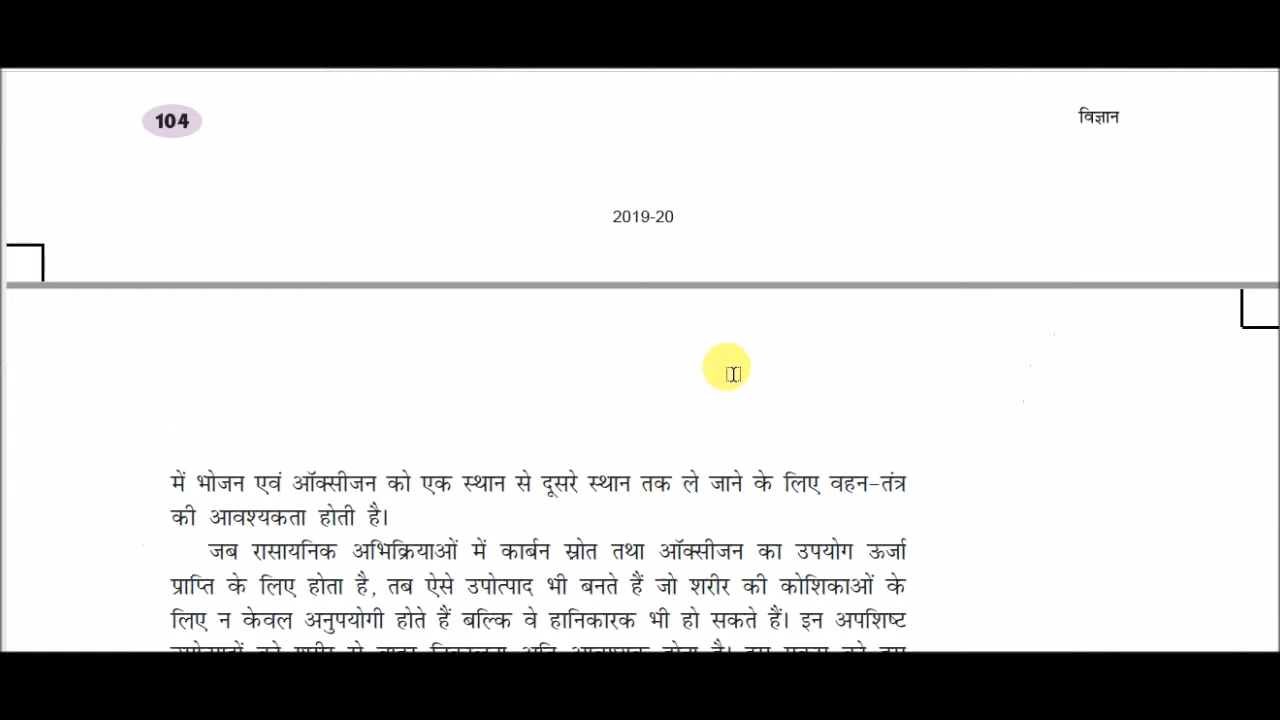 104
विज्ञान
2019-20
में भोजन एवं ऑक्सीजन को एक स्थान से दूसरे स्थान तक ले जाने के लिए वहन-तंत्र
की आवश्यकता होती है।
जब रासायनिक अभिक्रियाओं में कार्बन स्रोत तथा ऑक्सीजन का उपयोग ऊर्जा
प्राप्ति के लिए होता है, तब ऐसे उपोत्पाद भी बनते हैं जो शरीर की कोशिकाओं के
लिए न केवल अनुपयोगी होते हैं बल्कि वे हानिकारक भी हो सकते हैं। इन अपशिष्ट